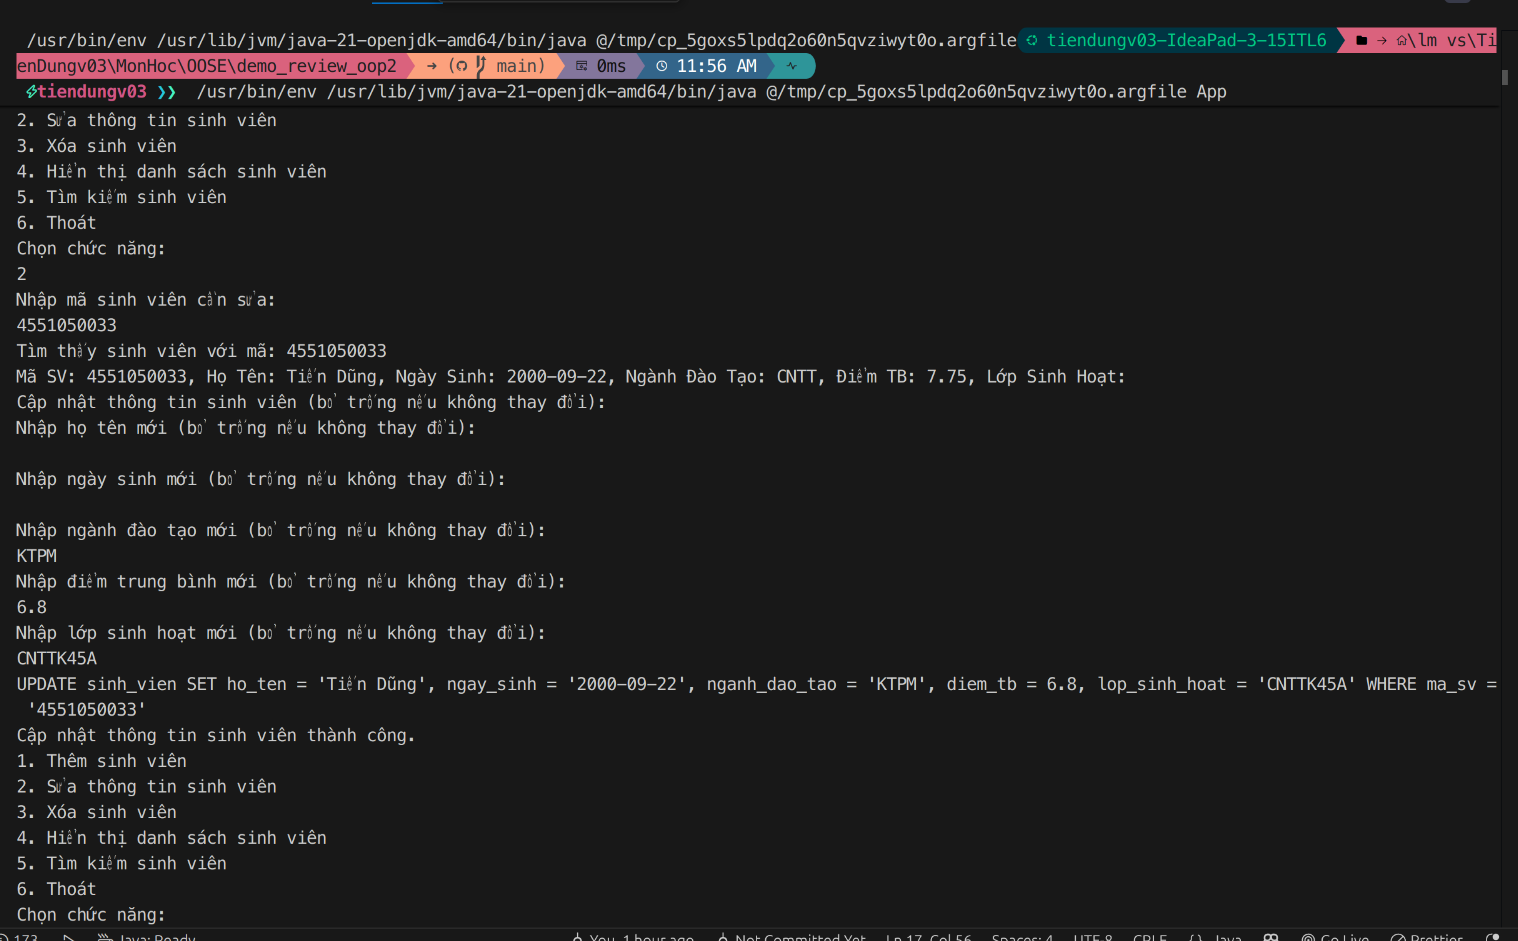 /usr/bin/env /usr/lib/jvm/java-21-openjdk-amd64/bin/java @/tmp/cp_5goxs5lpdq2o60n5qvziwyt0o.argfile tiendungv03-IdeaPad-3-15ITL6 → \lm vs\Ti
enDungv03\MonHoc\OOSE\demo_review_oop2 → ( main) 0ms 11:56 AM
tiendungv03 ❯❯ /usr/bin/env /usr/lib/jvm/java-21-openjdk-amd64/bin/java @/tmp/cp_5goxs5lpdq2o60n5qvziwyt0o.argfile App
2. Sửa thông tin sinh viên
3. Xóa sinh viên
4. Hiển thị danh sách sinh viên
5. Tìm kiếm sinh viên
6. Thoát
Chọn chức năng:
2
Nhập mã sinh viên cần sửa:
4551050033
Tìm thấy sinh viên với mã: 4551050033
Mã SV: 4551050033, Họ Tên: Tiến Dũng, Ngày Sinh: 2000-09-22, Ngành Đào Tạo: CNTT, Điểm TB: 7.75, Lớp Sinh Hoạt:
Cập nhật thông tin sinh viên (bỏ trống nếu không thay đổi):
Nhập họ tên mới (bỏ trống nếu không thay đổi):
Nhập ngày sinh mới (bỏ trống nếu không thay đổi):
Nhập ngành đào tạo mới (bỏ trống nếu không thay đổi):
KTPM
Nhập điểm trung bình mới (bỏ trống nếu không thay đổi):
6.8
Nhập lớp sinh hoạt mới (bỏ trống nếu không thay đổi):
CNTTK45A
UPDATE sinh_vien SET ho_ten = 'Tiến Dũng', ngay_sinh = '2000-09-22', nganh_dao_tao = 'KTPM', diem_tb = 6.8, lop_sinh_hoat = 'CNTTK45A' WHERE ma_sv =
'4551050033'
Cập nhật thông tin sinh viên thành công.
1. Thêm sinh viên
2. Sửa thông tin sinh viên
3. Xóa sinh viên
4. Hiển thị danh sách sinh viên
5. Tìm kiếm sinh viên
6. Thoát
Chọn chức năng:
173 Java: Ready You, 1 hour ago Not Committed Yet Ln 17, Col 56 Spaces: 4 UTF-8 CRLF {} Java Go Live Prettier